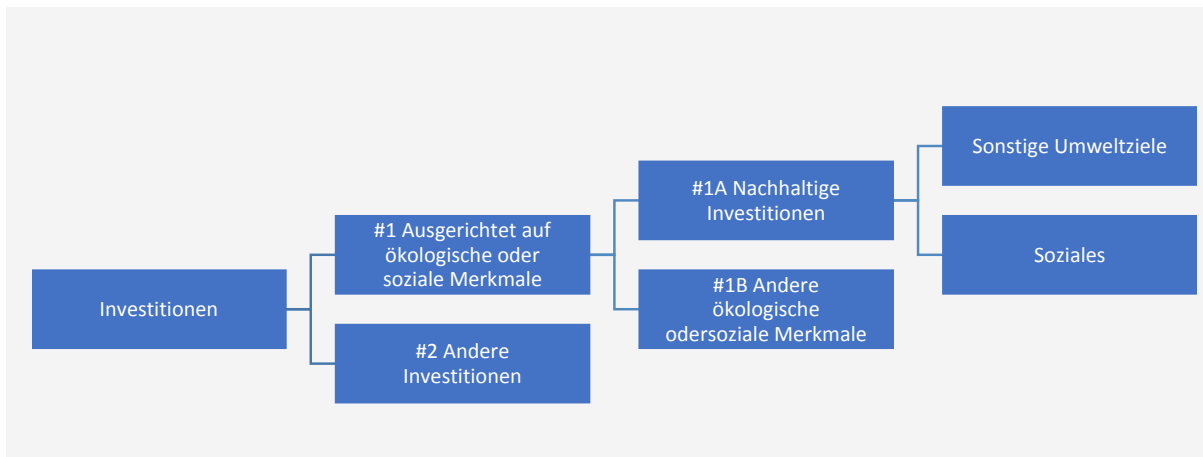 Investitionen
#1 Ausgerichtet auf
ökologische oder
soziale Merkmale
#2 Andere
Investitionen
#1A Nachhaltige
Investitionen
#1B Andere
ökologische
odersoziale Merkmale
Sonstige Umweltziele
Soziales